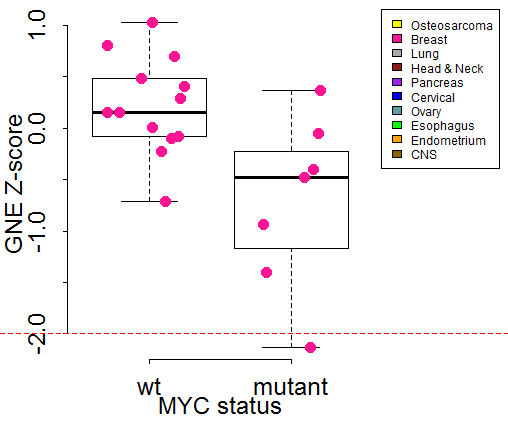 1.0
0.0
-1.0
-2.0
GNE Z-score
wt
mutant
MYC status
Osteosarcoma
Breast
Lung
Head & Neck
Pancreas
Cervical
Ovary
Esophagus
Endometrium
CNS